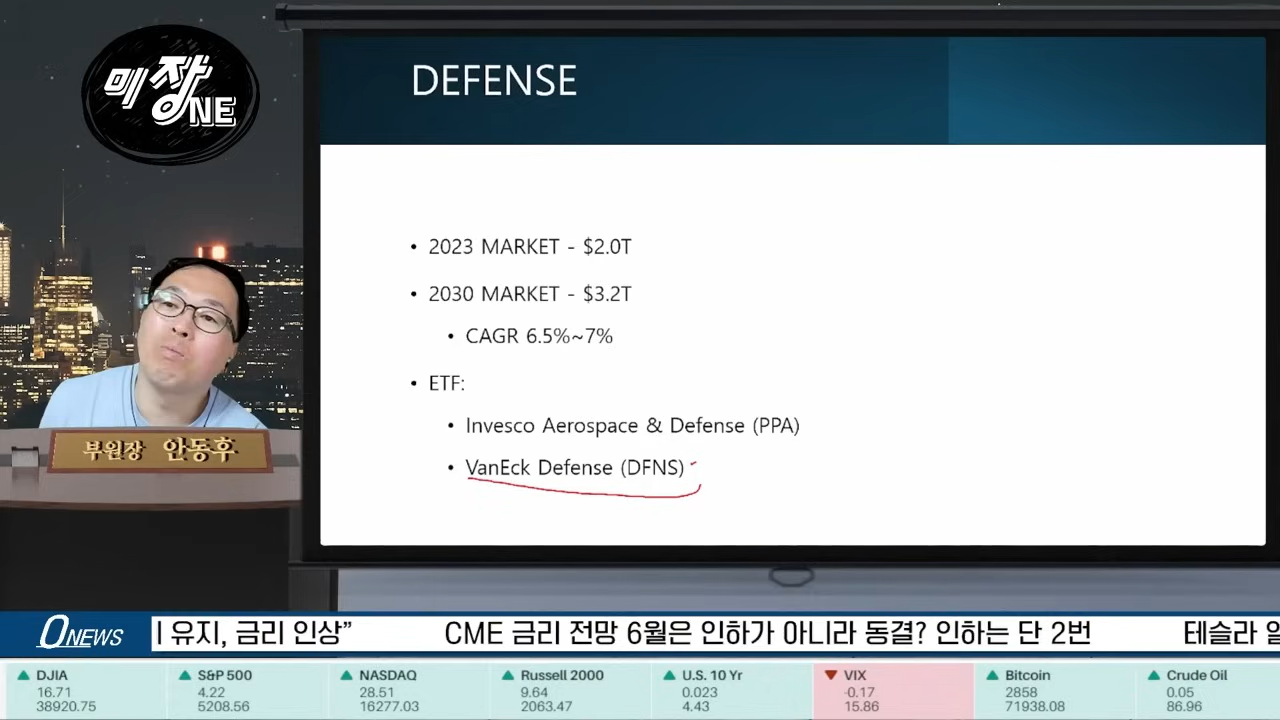 미장NE
DEFENSE
• 2023 MARKET - $2.0T
• 2030 MARKET - $3.2T
• CAGR 6.5%~7%
• ETF:
• Invesco Aerospace & Defense (PPA)
• VanEck Defense (DFNS)
부원장 안동후
ONEWS
유지, 금리 인상” CME 금리 전망 6월은 인하가 아니라 동결? 인하는 단 2번 테슬라
▲ DJIA
16.71
38920.75
▲ S&P 500
4.22
5208.56
▲ NASDAQ
28.51
16277.03
▲ Russell 2000
9.64
2063.47
▲ U.S. 10 Yr
0.023
4.43
▼ VIX
-0.17
15.86
▲ Bitcoin
2858
71938.08
▲ Crude Oil
0.05
86.96